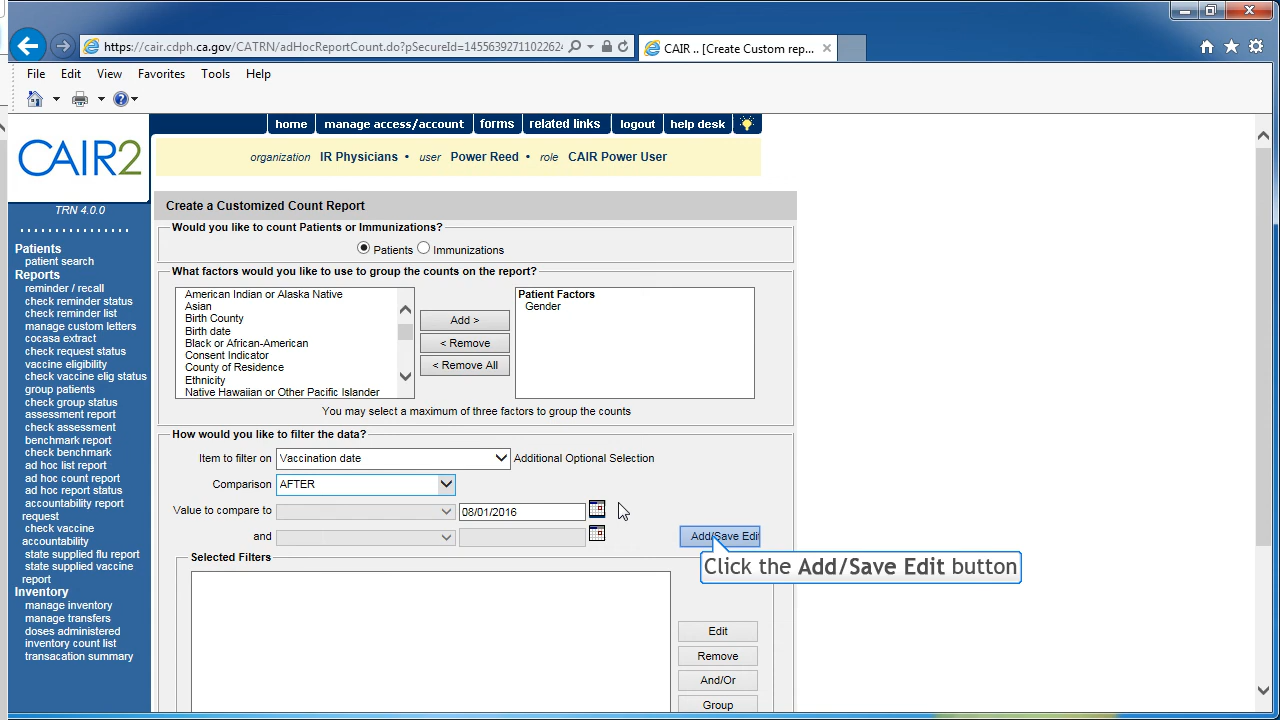 https://cair.cdph.ca.gov/CATRN/adHocReportCount.do?pSecureId=1455639271102262
CAIR .. [Create Custom rep...
File Edit View Favorites Tools Help
home manage access/account forms related links logout help desk
CAIR2
organization IR Physicians • user Power Reed • role CAIR Power User
TRN 4.0.0
Patients
patient search
Reports
reminder / recall
check reminder status
check reminder list
manage custom letters
cocasa extract
check request status
vaccine eligibility
check vaccine elig status
group patients
check group status
assessment report
check assessment
benchmark report
check benchmark
ad hoc list report
ad hoc count report
ad hoc report status
accountability report
request
check vaccine
accountability
state supplied flu report
state supplied vaccine
report
Inventory
manage inventory
manage transfers
doses administered
inventory count list
transacation summary
Create a Customized Count Report
Would you like to count Patients or Immunizations?
Patients Immunizations
What factors would you like to use to group the counts on the report?
American Indian or Alaska Native
Asian
Birth County
Birth date
Black or African-American
Consent Indicator
County of Residence
Ethnicity
Native Hawaiian or Other Pacific Islander
Add >
< Remove
< Remove All
Patient Factors
Gender
You may select a maximum of three factors to group the counts
How would you like to filter the data?
Item to filter on Vaccination date Additional Optional Selection
Comparison AFTER
Value to compare to 08/01/2016
and Add/Save Edit
Click the Add/Save Edit button
Selected Filters
Edit
Remove
And/Or
Group